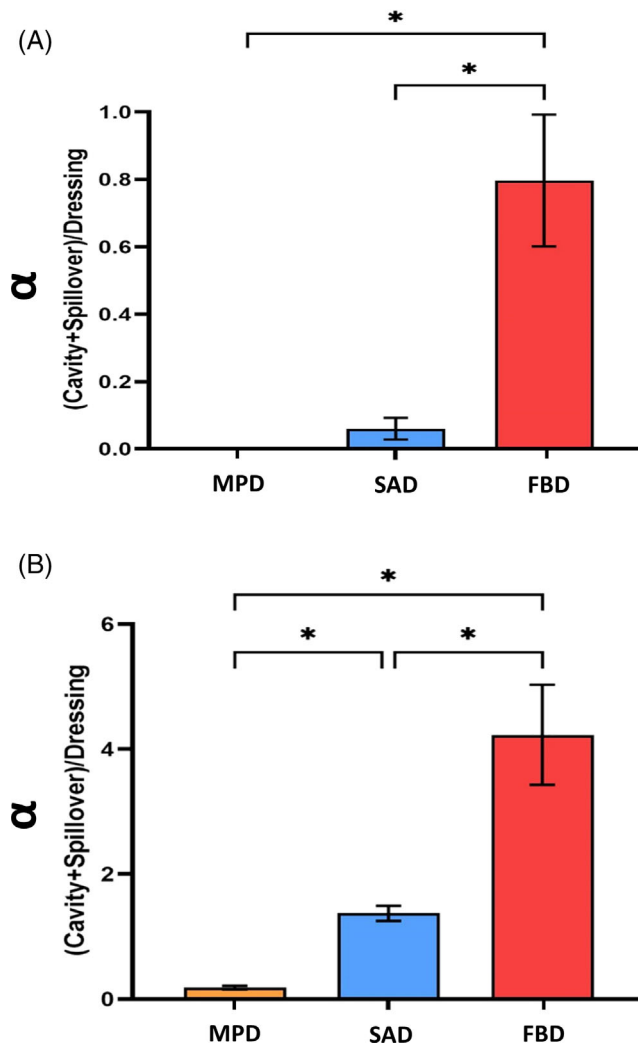 (A)
*
*
α
(Cavity+Spillover)/Dressing
1.0
0.8
0.6
0.4
0.2
0.0
MPD SAD FBD
(B)
*
* *
α
(Cavity+Spillover)/Dressing
6
4
2
0
MPD SAD FBD